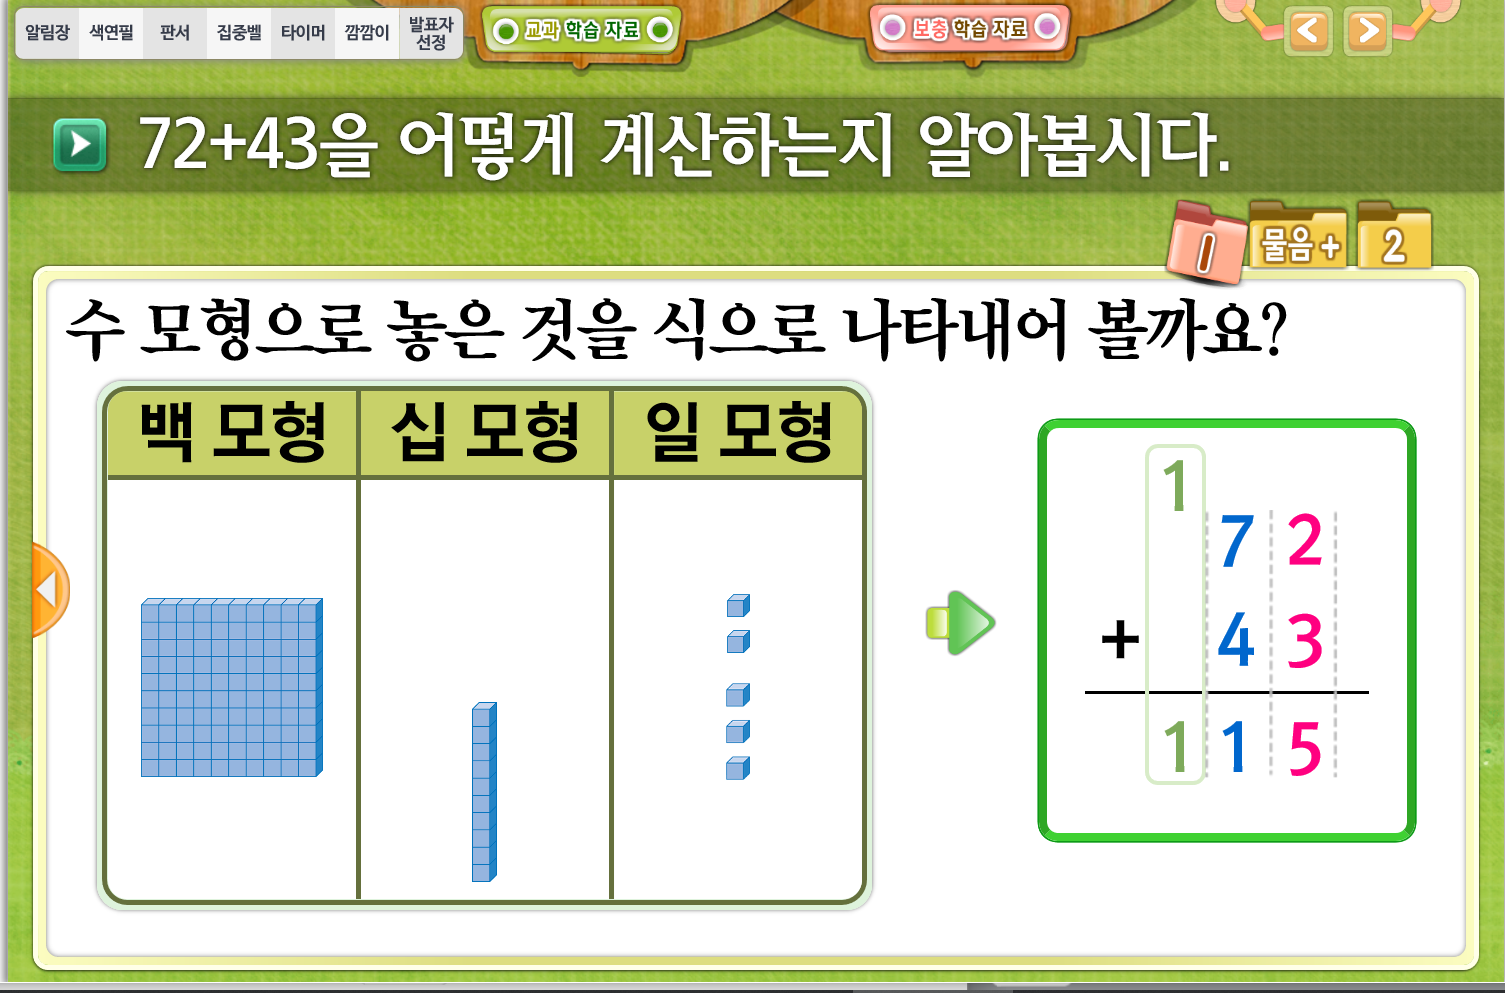 알림장 색연필 판서 집중벨 타이머 깜깜이 발표자 선정
교과 학습 자료
보충 학습 자료
72+43을 어떻게 계산하는지 알아봅시다.
1 물음+ 2
수 모형으로 놓은 것을 식으로 나타내어 볼까요?
백 모형 십 모형 일 모형
1
7 2
+ 4 3
1 1 5